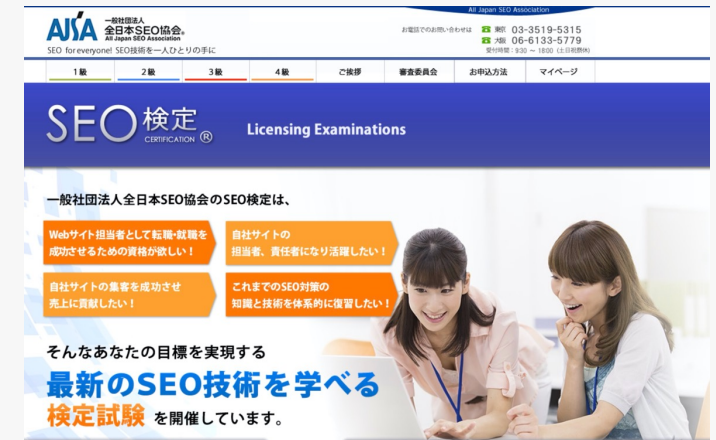 All Japan SEO Association
AJSA
一般社団法人
全日本SEO協会®
All Japan SEO Association
SEO for everyone! SEO技術を一人ひとりの手に
お電話でのお問い合わせは
東京 03-3519-5315
大阪 06-6133-5779
受付時間:9:30 ～ 18:00 (土日祝祭休)
1級
2級
3級
4級
ご挨拶
審査委員会
お申込方法
マイページ
SEO検定®
CERTIFICATION
Licensing Examinations
一般社団法人全日本SEO協会のSEO検定は、
Webサイト担当者として転職・就職を
成功させるための資格が欲しい！
自社サイトの
担当者、責任者になり活躍したい！
自社サイトの集客を成功させ
売上に貢献したい！
これまでのSEO対策の
知識と技術を体系的に復習したい！
そんなあなたの目標を実現する
最新のSEO技術を学べる
検定試験 を開催しています。